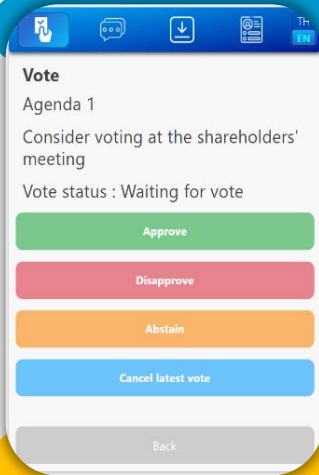 TH
EN
Vote
Agenda 1
Consider voting at the shareholders'
meeting
Vote status : Waiting for vote
Approve
Disapprove
Abstain
Cancel latest vote
Back